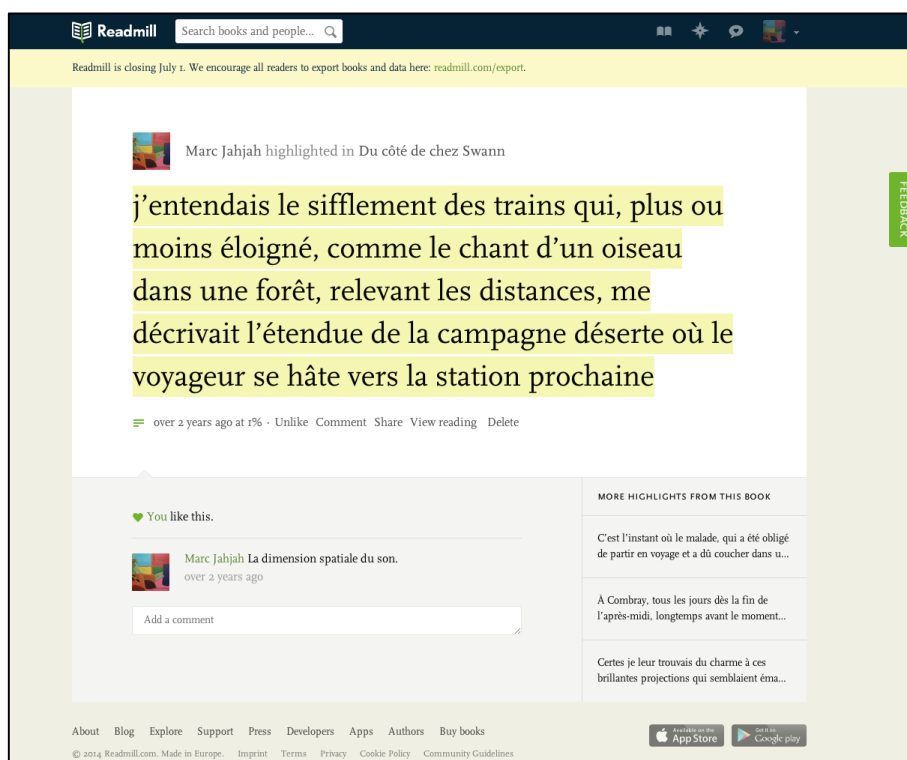 Readmill
Search books and people...
Readmill is closing July 1. We encourage all readers to export books and data here: readmill.com/export.
FEEDBACK
Marc Jahjah highlighted in Du côté de chez Swann
j’entendais le sifflement des trains qui, plus ou
moins éloigné, comme le chant d’un oiseau
dans une forêt, relevant les distances, me
décrivait l’étendue de la campagne déserte où le
voyageur se hâte vers la station prochaine
over 2 years ago at 1% · Unlike Comment Share View reading Delete
You like this.
Marc Jahjah La dimension spatiale du son.
over 2 years ago
Add a comment
MORE HIGHLIGHTS FROM THIS BOOK
C’est l’instant où le malade, qui a été obligé
de partir en voyage et a dû coucher dans u...
À Combray, tous les jours dès la fin de
l’après-midi, longtemps avant le moment...
Certes je leur trouvais du charme à ces
brillantes projections qui semblaient éma...
About Blog Explore Support Press Developers Apps Authors Buy books
© 2014 Readmill.com. Made in Europe. Imprint Terms Privacy Cookie Policy Community Guidelines
Available on the
App Store
Get it on
Google play